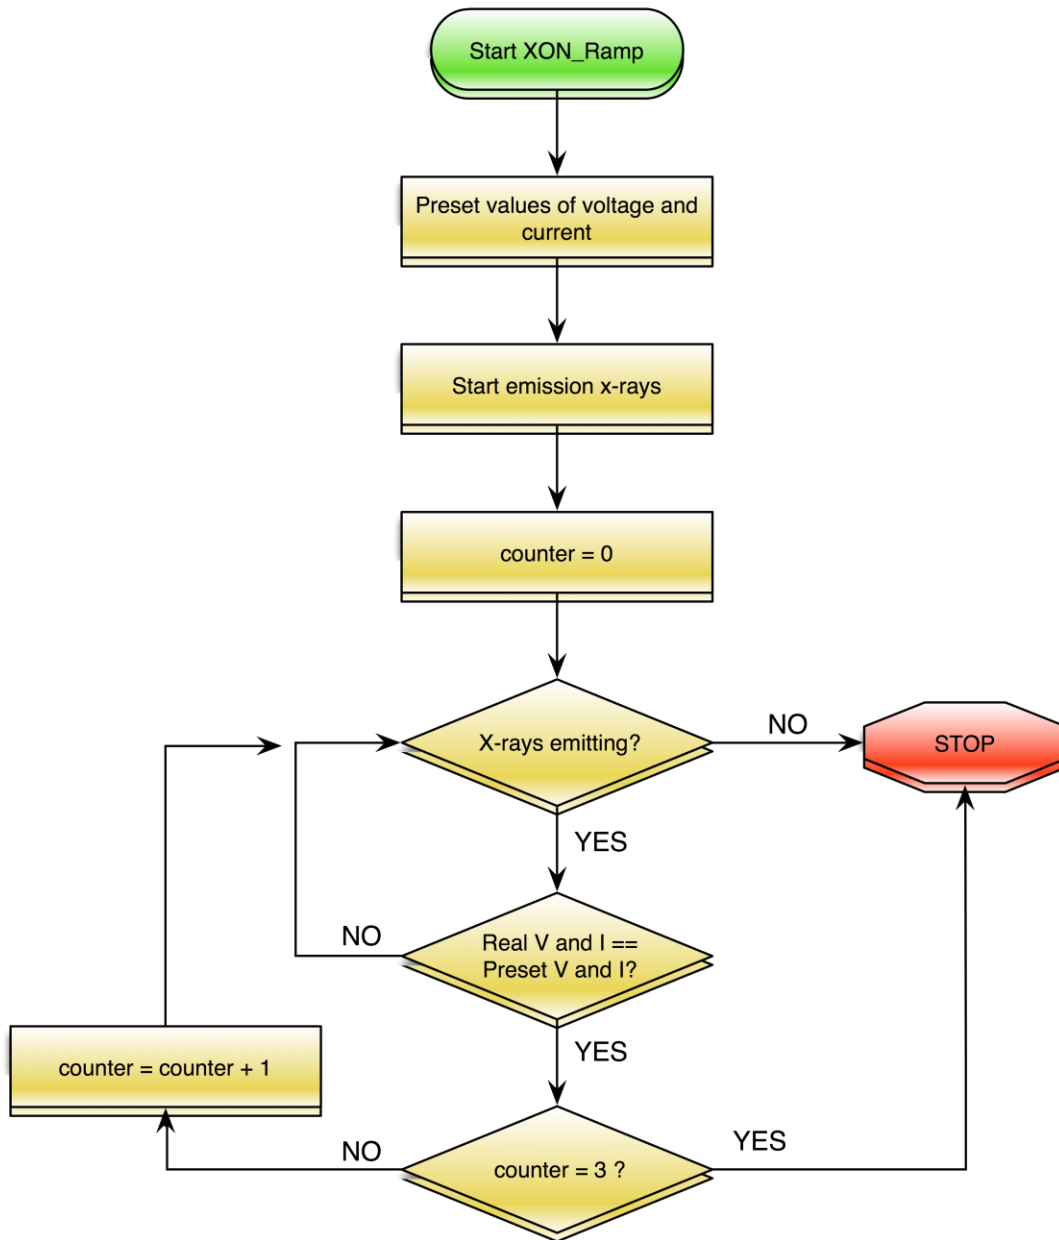 Start XON_Ramp
Preset values of voltage and
current
Start emission x-rays
counter = 0
X-rays emitting?
NO
STOP
YES
Real V and I ==
Preset V and I?
NO
YES
counter = counter + 1
counter = 3 ?
NO
YES